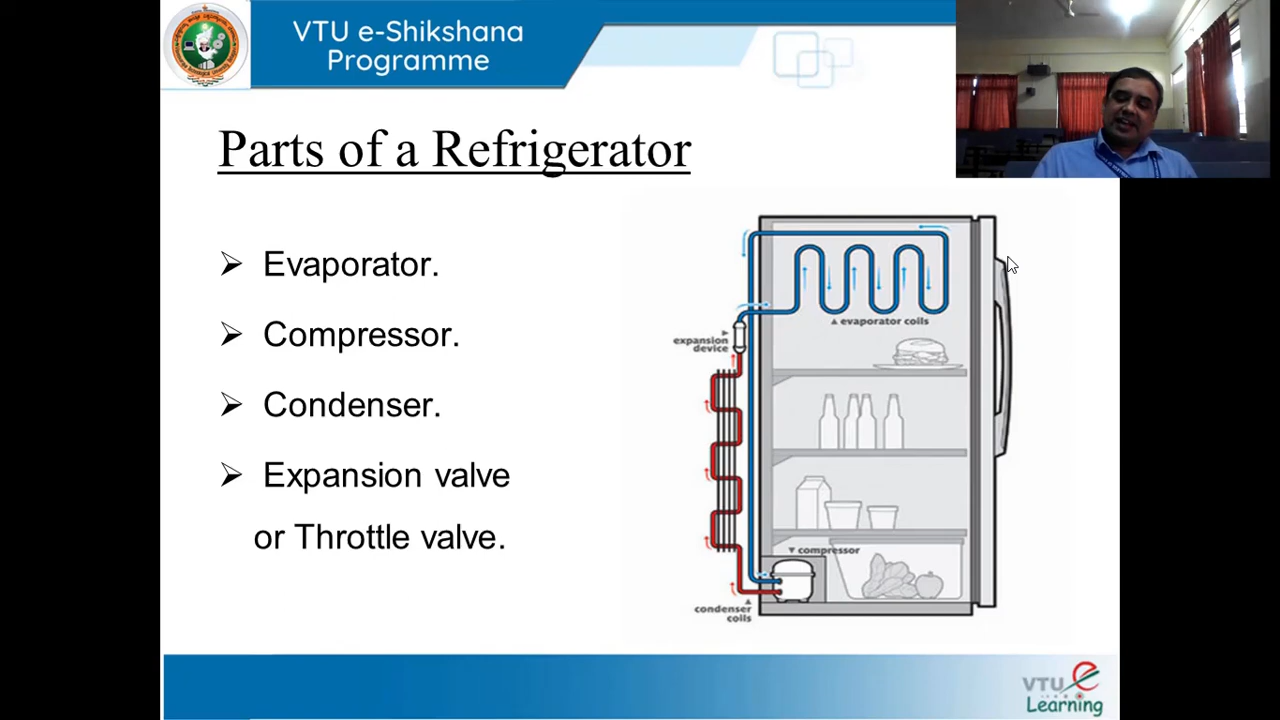 VTU e-Shikshana
Programme
Parts of a Refrigerator
➢ Evaporator.
➢ Compressor.
➢ Condenser.
➢ Expansion valve
or Throttle valve.
▲ evaporator coils
expansion
device
▼ compressor
condenser
coils
VTU e
Learning